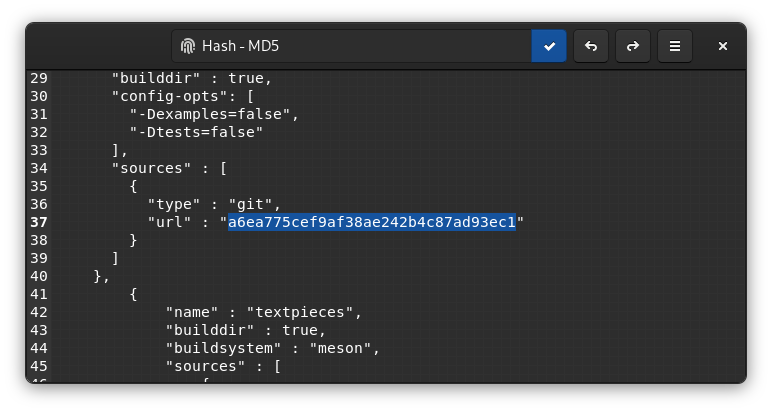 Hash - MD5
29 "builddir" : true,
30 "config-opts": [
31 "-Dexamples=false",
32 "-Dtests=false"
33 ],
34 "sources" : [
35 {
36 "type" : "git",
37 "url" : "a6ea775cef9af38ae242b4c87ad93ec1"
38 }
39 ]
40 },
41 {
42 "name" : "textpieces",
43 "builddir" : true,
44 "buildsystem" : "meson",
45 "sources" : [